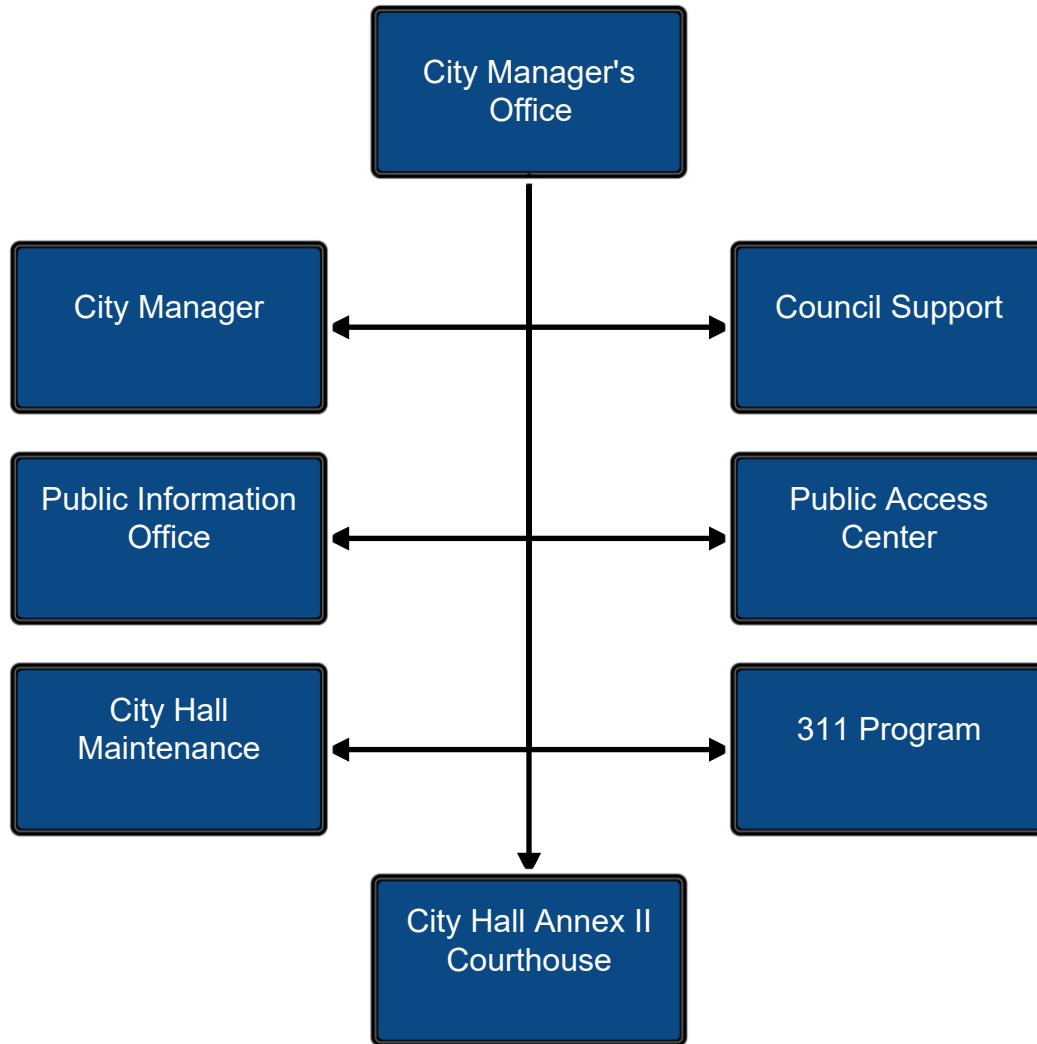 City Manager's
Office
City Manager
Council Support
Public Information
Office
Public Access
Center
City Hall
Maintenance
311 Program
City Hall Annex II
Courthouse